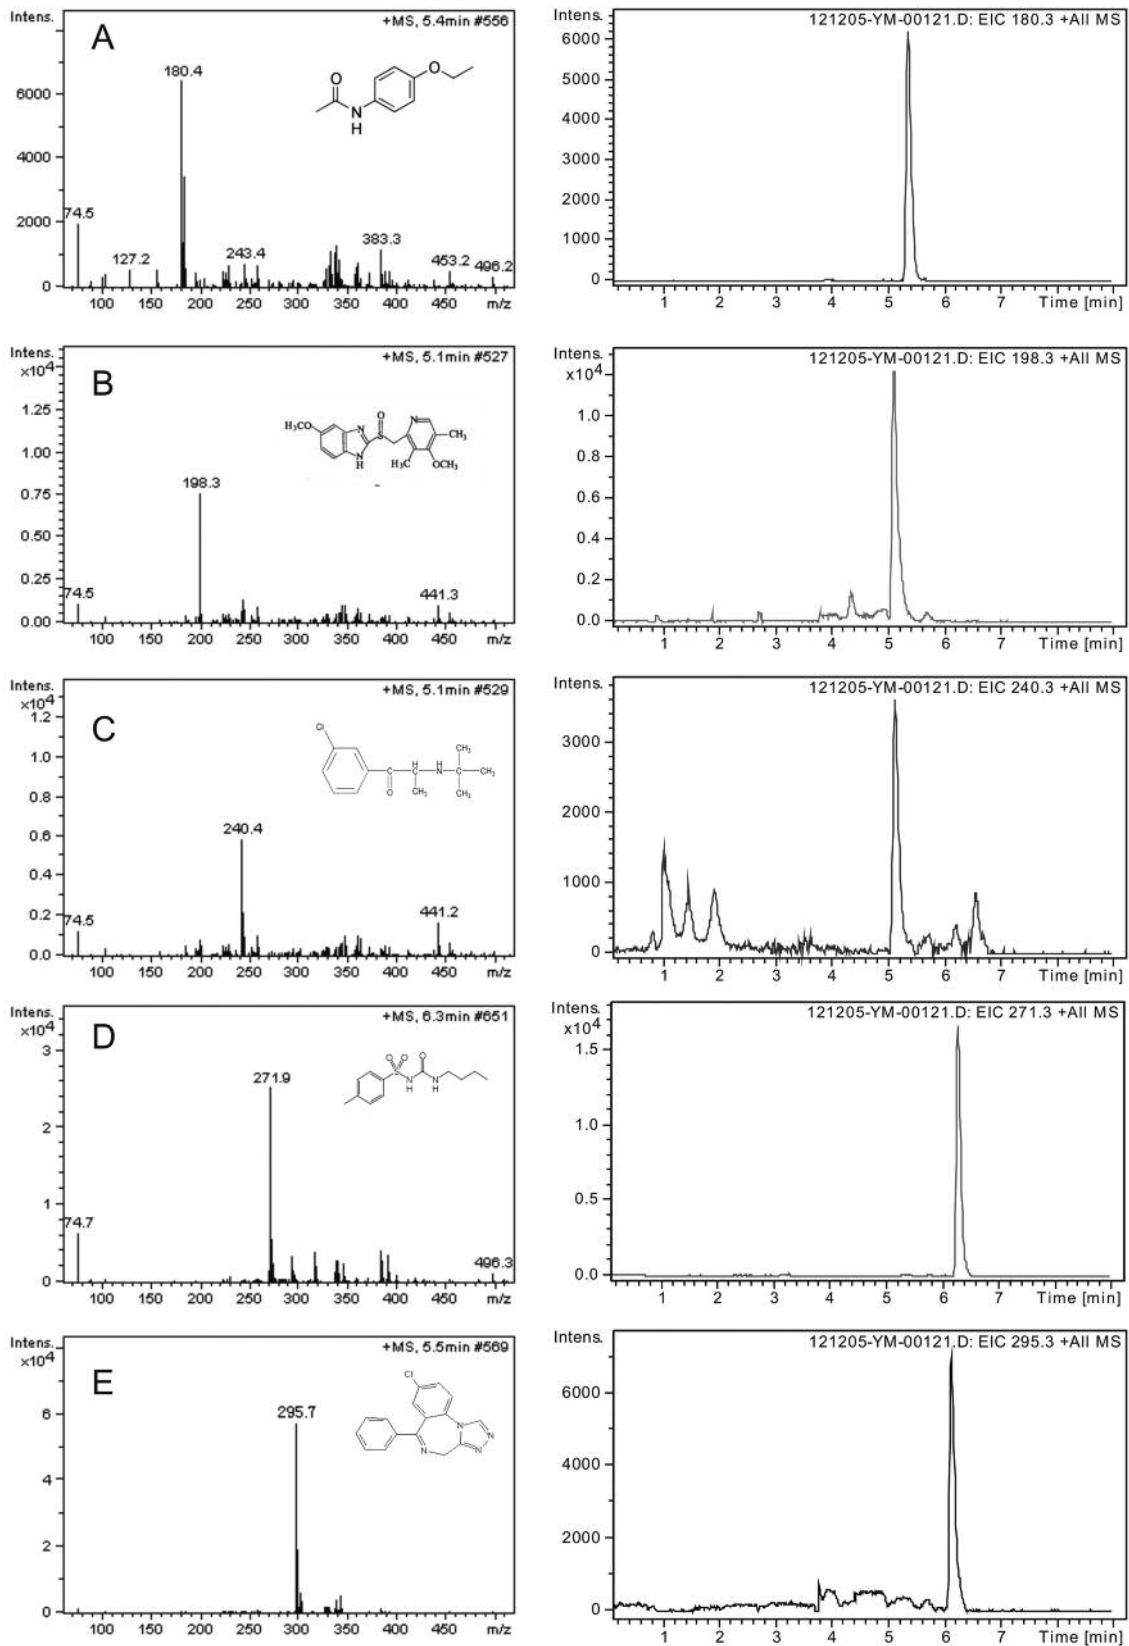 Intens.
+MS, 5.4min #556
A
180.4
6000
4000
2000
0
74.5
127.2
243.4
383.3
453.2
496.2
O
O
N
H
100 150 200 250 300 350 400 450 m/z
Intens.
121205-YM-00121.D: EIC 180.3 +All MS
6000
5000
4000
3000
2000
1000
0
1 2 3 4 5 6 7 Time [min]
Intens.
x10⁴
+MS, 5.1min #527
B
1.25
1.00
0.75
0.50
0.25
0.00
198.3
74.5
441.3
H₃CO
N
N
H
O
S
N
CH₃
H₃C
OCH₃
100 150 200 250 300 350 400 450 m/z
Intens.
x10⁴
121205-YM-00121.D: EIC 198.3 +All MS
1.0
0.8
0.6
0.4
0.2
0.0
1 2 3 4 5 6 7 Time [min]
Intens.
x10⁴
+MS, 5.1min #529
C
1.2
1.0
0.8
0.6
0.4
0.2
0.0
240.4
74.5
441.2
Cl
C
O
H
C
CH₃
H
N
C
CH₃
CH₃
CH₃
100 150 200 250 300 350 400 450 m/z
Intens.
121205-YM-00121.D: EIC 240.3 +All MS
3000
2000
1000
0
1 2 3 4 5 6 7 Time [min]
Intens.
x10⁴
+MS, 6.3min #651
D
3
2
1
0
271.9
74.7
496.3
O O
S
N
H
O
N
H
100 150 200 250 300 350 400 450 m/z
Intens.
x10⁴
121205-YM-00121.D: EIC 271.3 +All MS
1.5
1.0
0.5
0.0
1 2 3 4 5 6 7 Time [min]
Intens.
x10⁴
+MS, 5.5min #569
E
6
4
2
0
295.7
Cl
N
N
N
N
100 150 200 250 300 350 400 450 m/z
Intens.
121205-YM-00121.D: EIC 295.3 +All MS
6000
4000
2000
0
1 2 3 4 5 6 7 Time [min]